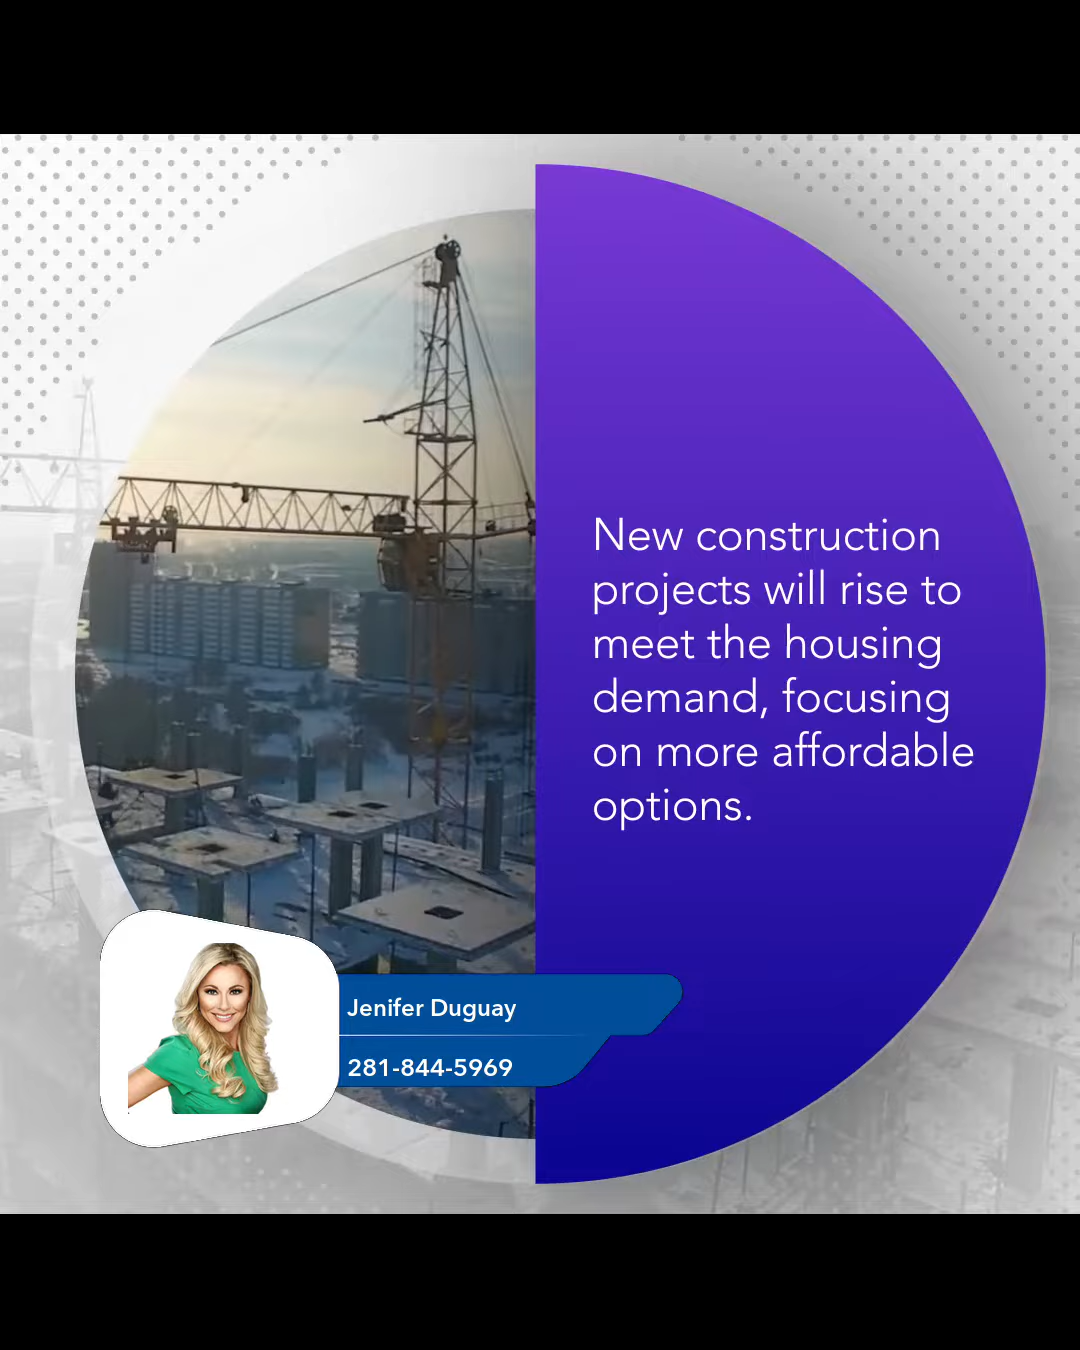 New construction
projects will rise to
meet the housing
demand, focusing
on more affordable
options.
Jenifer Duguay
281-844-5969